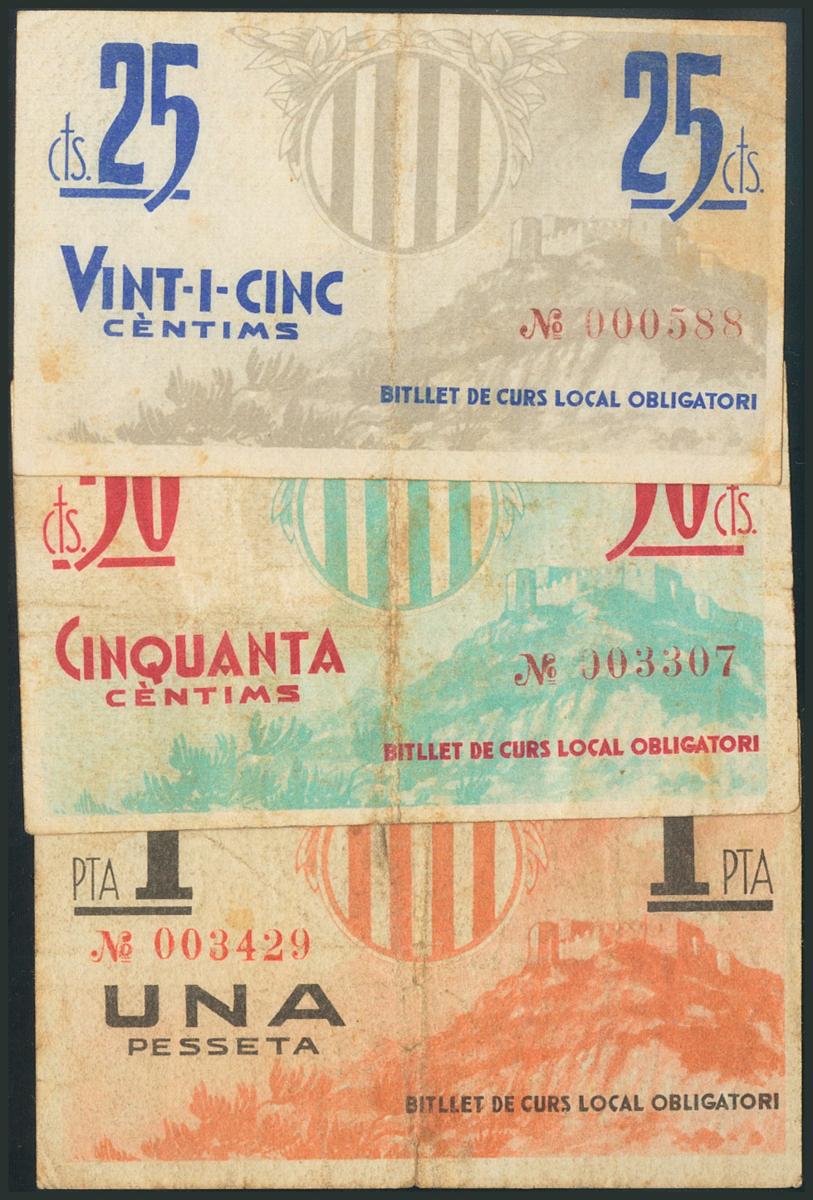 cts. 25
25 cts.
VINT-I-CINC
CÈNTIMS
Nº 000588
BITLLET DE CURS LOCAL OBLIGATORI
cts. 50
50 cts.
CINQUANTA
CÈNTIMS
Nº 003307
BITLLET DE CURS LOCAL OBLIGATORI
PTA 1
1 PTA
Nº 003429
UNA
PESSETA
BITLLET DE CURS LOCAL OBLIGATORI